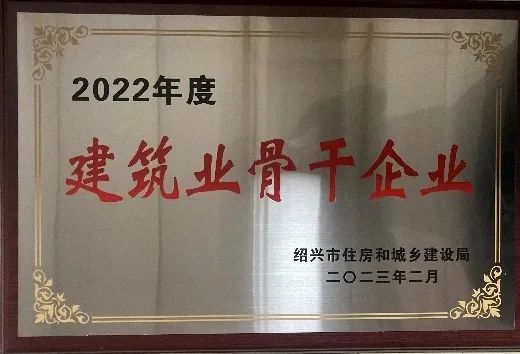 2022年度
建筑业骨干企业
绍兴市住房和城乡建设局
二〇二三年二月